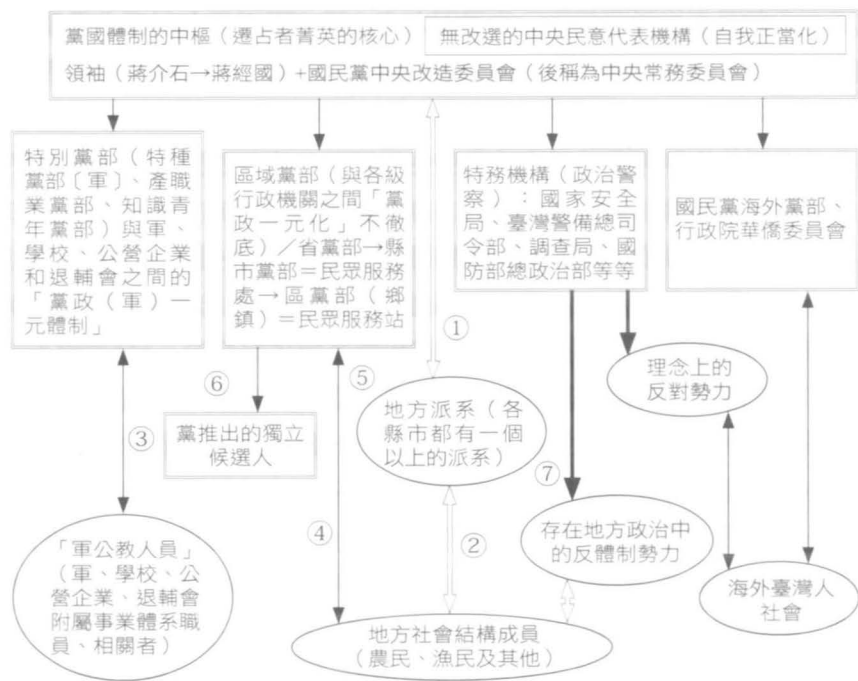 黨國體制的中樞（遷占者菁英的核心）
無改選的中央民意代表機構（自我正當化）
領袖（蔣介石→蔣經國）+國民黨中央改造委員會（後稱為中央常務委員會）
特別黨部（特種
黨部〔軍〕、產職
業黨部、知識青
年黨部）與軍、
學校、公營企業
和退輔會之間的
「黨政（軍）一
元體制」
區域黨部（與各級
行政機關之間「黨
政一元化」不徹
底）／省黨部→縣
市黨部＝民眾服務
處→區黨部（鄉
鎮）＝民眾服務站
特務機構（政治警
察）：國家安全
局、臺灣警備總司
令部、調查局、國
防部總政治部等等
國民黨海外黨部、
行政院華僑委員會
①
理念上的
反對勢力
⑥
⑤
地方派系（各
縣市都有一個
以上的派系）
③
黨推出的獨立
候選人
⑦
④
②
存在地方政治中
的反體制勢力
「軍公教人員」
（軍、學校、公
營企業、退輔會
附屬事業體系職
員、相關者）
地方社會結構成員
（農民、漁民及其他）
海外臺灣人
社會